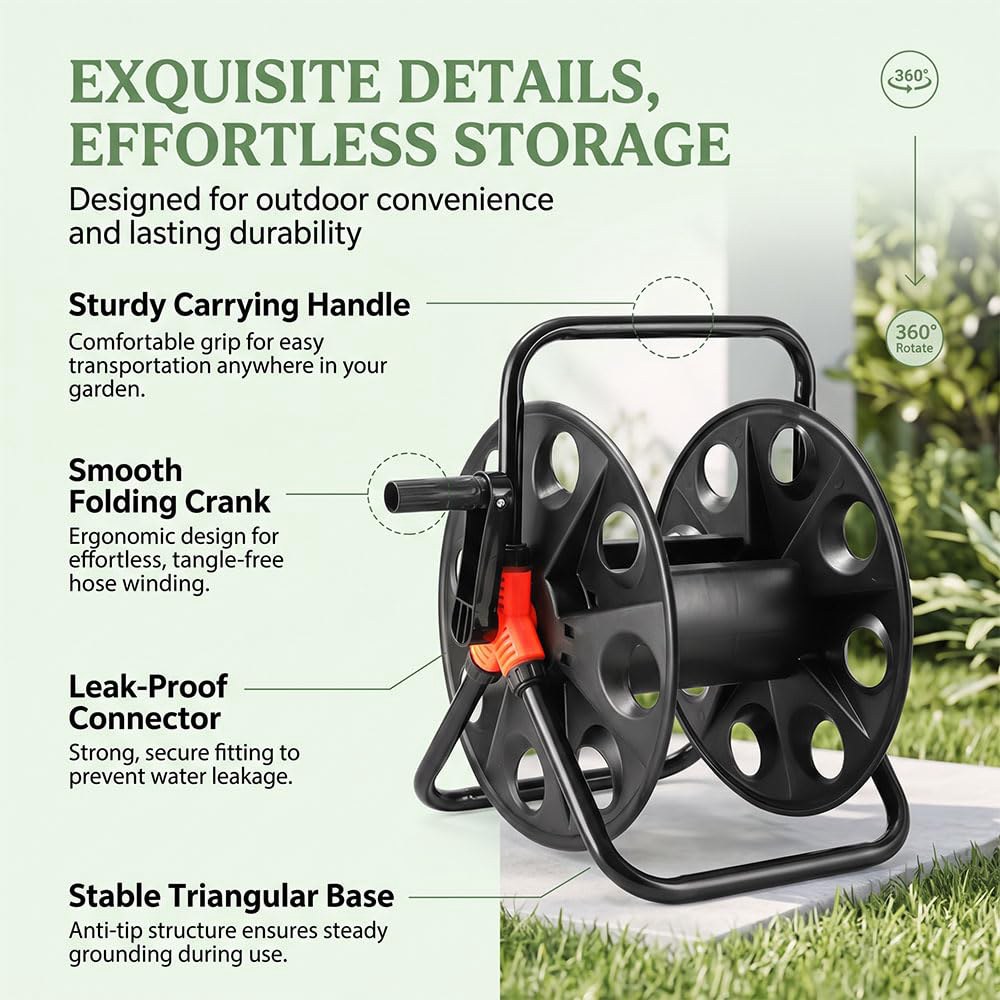 EXQUISITE DETAILS,
EFFORTLESS STORAGE
Designed for outdoor convenience
and lasting durability
360°
360°
Rotate
Sturdy Carrying Handle
Comfortable grip for easy
transportation anywhere in your
garden.
Smooth
Folding Crank
Ergonomic design for
effortless, tangle-free
hose winding.
Leak-Proof
Connector
Strong, secure fitting to
prevent water leakage.
Stable Triangular Base
Anti-tip structure ensures steady
grounding during use.